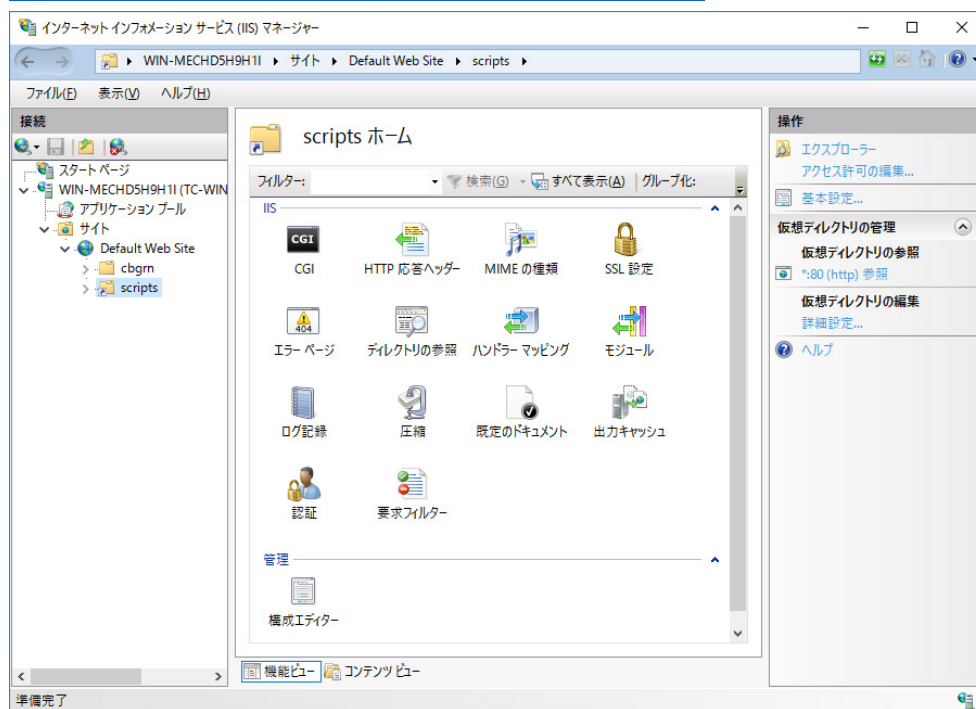 インターネット インフォメーション サービス (IIS) マネージャー
WIN-MECHD5H9H1I ▸ サイト ▸ Default Web Site ▸ scripts ▸
ファイル(F) 表示(V) ヘルプ(H)
接続
スタート ページ
WIN-MECHD5H9H1I (TC-WIN
アプリケーション プール
サイト
Default Web Site
cbgrn
scripts
scripts ホーム
フィルター: 検索(G) すべて表示(A) グループ化:
IIS
CGI
CGI HTTP 応答ヘッダー MIME の種類 SSL 設定
404
エラー ページ ディレクトリの参照 ハンドラー マッピング モジュール
ログ記録 圧縮 既定のドキュメント 出力キャッシュ
認証 要求フィルター
管理
構成エディター
機能ビュー コンテンツ ビュー
操作
エクスプローラー
アクセス許可の編集...
基本設定...
仮想ディレクトリの管理
仮想ディレクトリの参照
*:80 (http) 参照
仮想ディレクトリの編集
詳細設定...
ヘルプ
準備完了